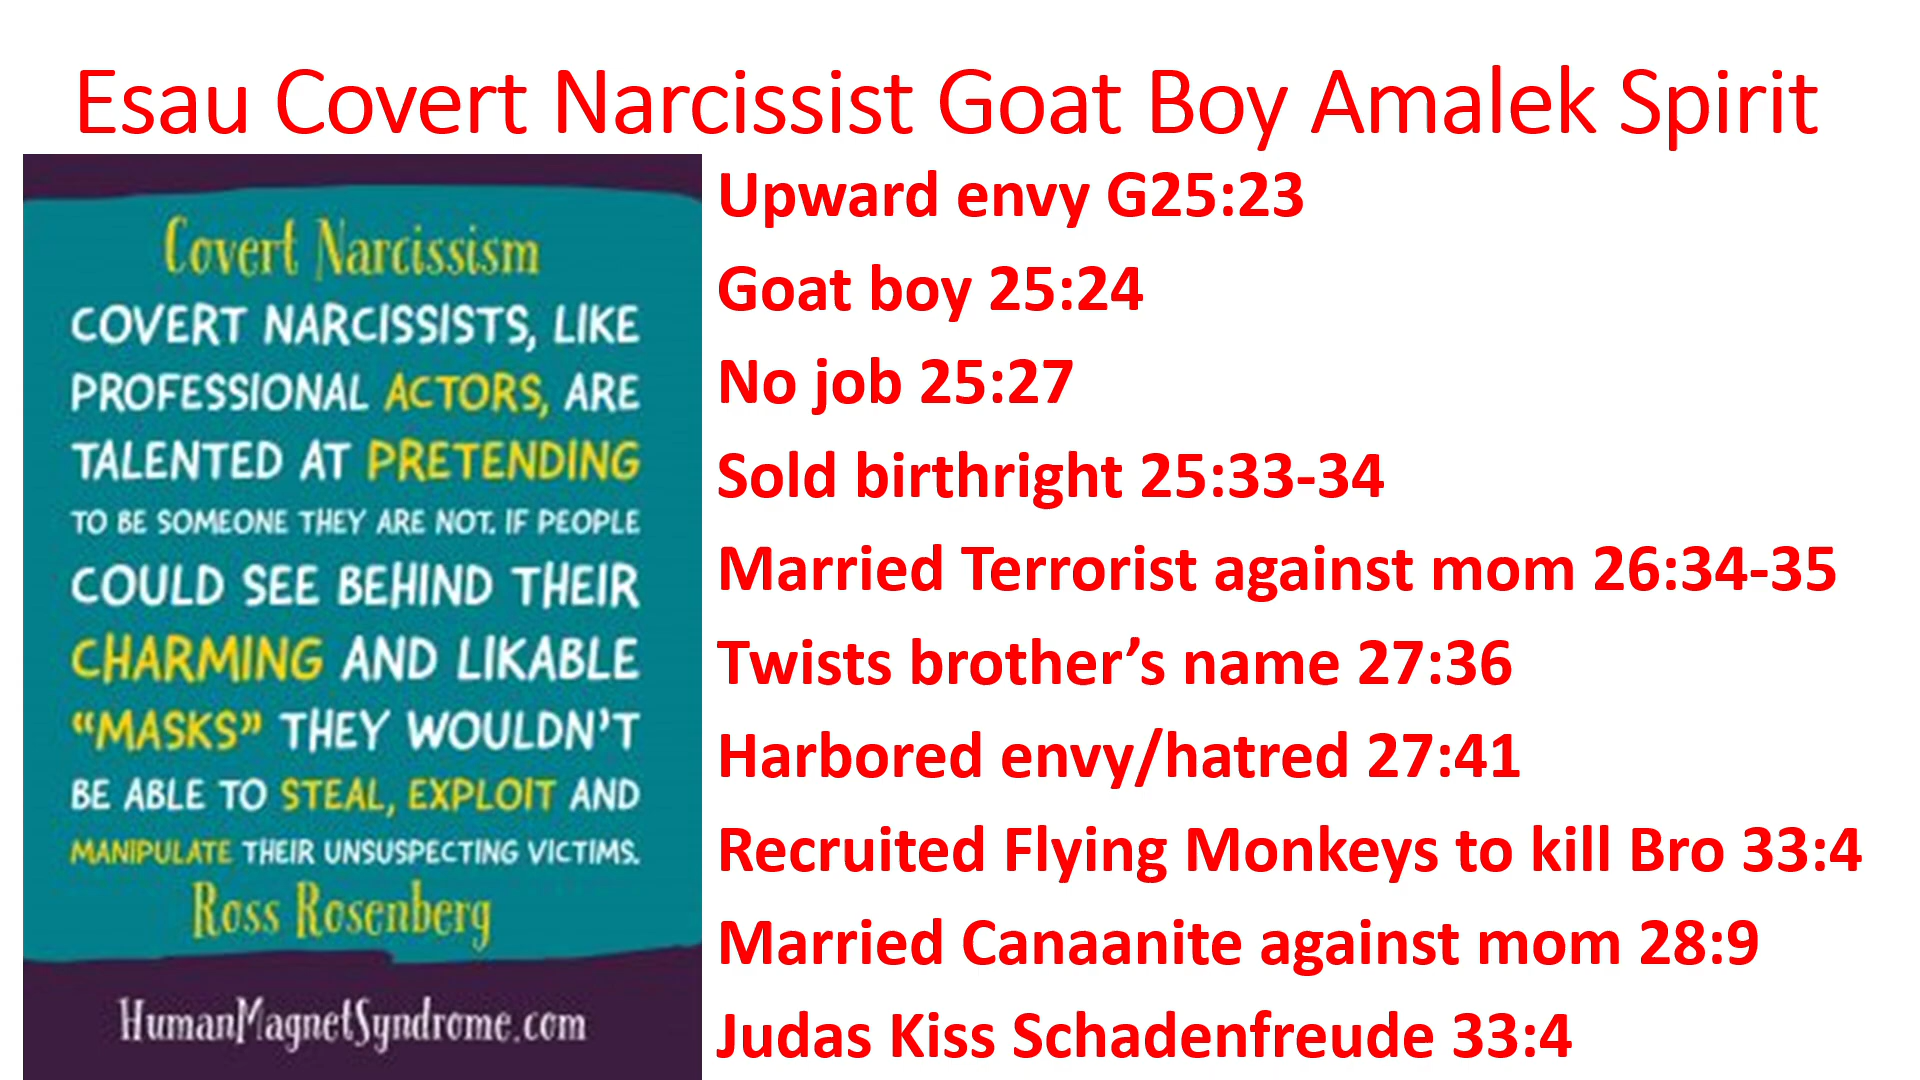 Esau Covert Narcissist Goat Boy Amalek Spirit
Covert Narcissism
COVERT NARCISSISTS, LIKE
PROFESSIONAL ACTORS, ARE
TALENTED AT PRETENDING
TO BE SOMEONE THEY ARE NOT. IF PEOPLE
COULD SEE BEHIND THEIR
CHARMING AND LIKABLE
“MASKS” THEY WOULDN’T
BE ABLE TO STEAL, EXPLOIT AND
MANIPULATE THEIR UNSUSPECTING VICTIMS.
Ross Rosenberg
HumanMagnetSyndrome.com
Upward envy G25:23
Goat boy 25:24
No job 25:27
Sold birthright 25:33-34
Married Terrorist against mom 26:34-35
Twists brother’s name 27:36
Harbored envy/hatred 27:41
Recruited Flying Monkeys to kill Bro 33:4
Married Canaanite against mom 28:9
Judas Kiss Schadenfreude 33:4